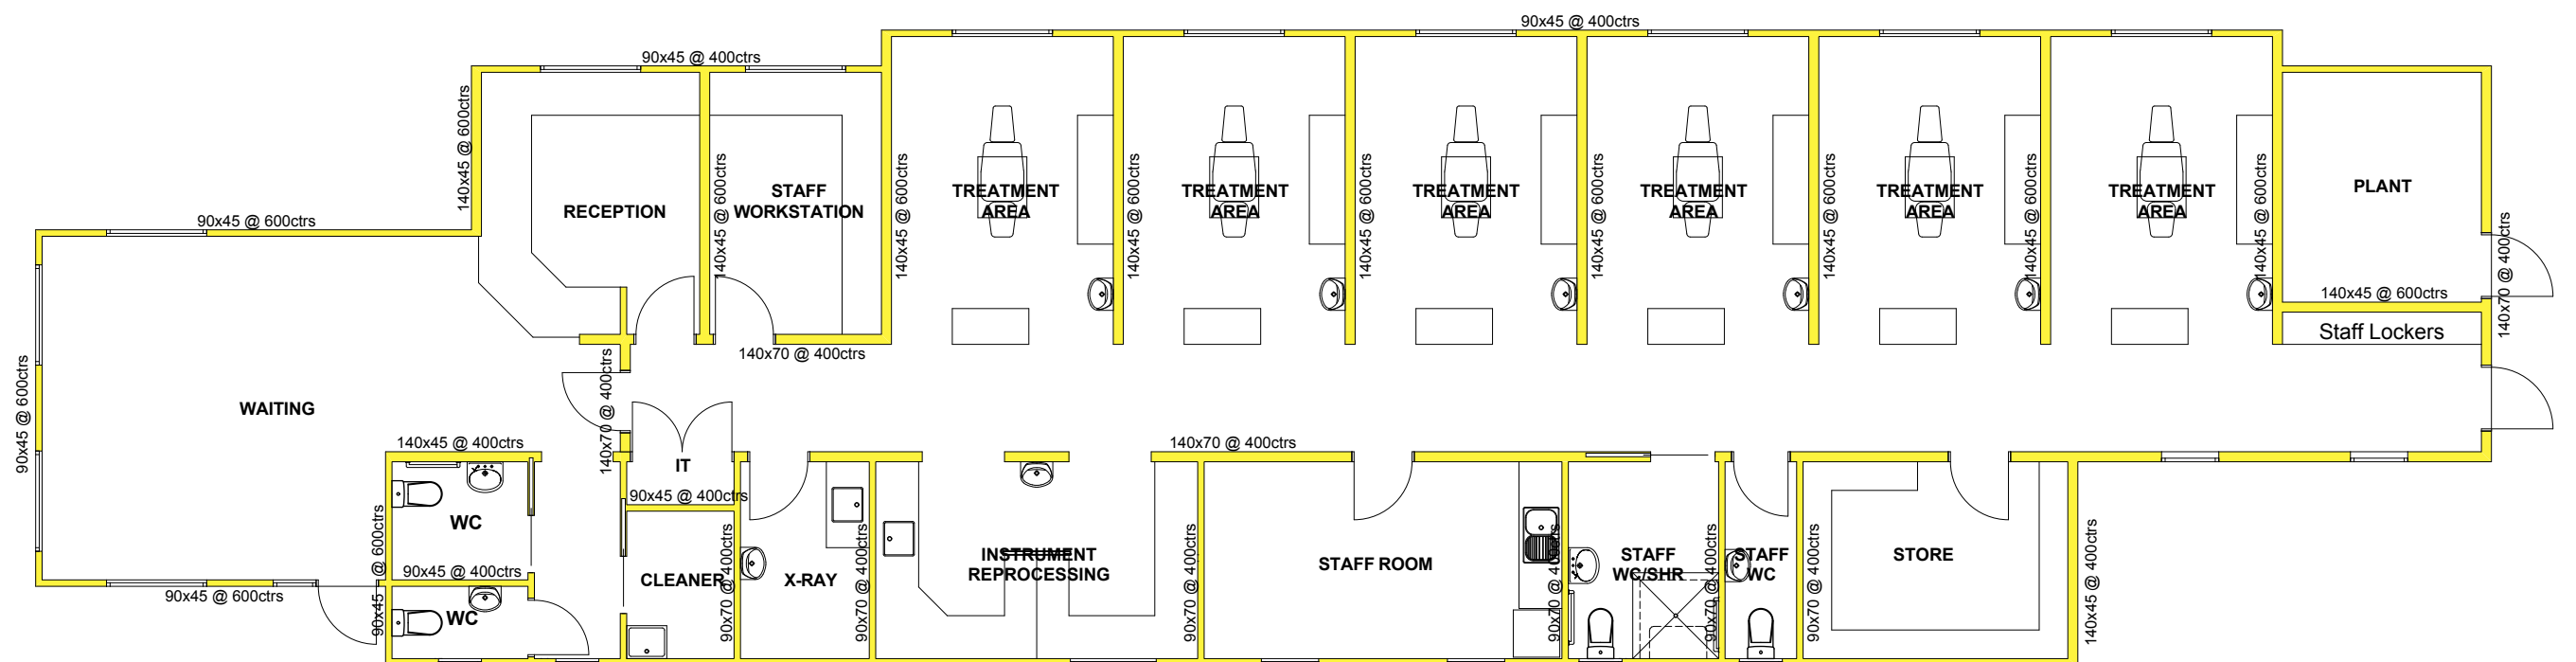 90x45 @ 400ctrs
90x45 @ 400ctrs
140x45 @ 600ctrs
140x45 @ 600ctrs
140x45 @ 600ctrs
140x45 @ 600ctrs
140x45 @ 600ctrs
140x45 @ 600ctrs
140x45 @ 600ctrs
140x45 @ 600ctrs
140x45 @ 600ctrs
RECEPTION
STAFF
WORKSTATION
TREATMENT
AREA
TREATMENT
AREA
TREATMENT
AREA
TREATMENT
AREA
TREATMENT
AREA
TREATMENT
AREA
PLANT
90x45 @ 600ctrs
140x45 @ 600ctrs
140x70 @ 400ctrs
Staff Lockers
140x70 @ 400ctrs
140x70 @ 400ctrs
90x45 @ 600ctrs
WAITING
140x45 @ 400ctrs
140x70 @ 400ctrs
IT
90x45 @ 400ctrs
WC
90x45 @ 400ctrs
90x45 @ 600ctrs
90x45 @ 600ctrs
WC
CLEANER
90x70 @ 400ctrs
X-RAY
90x70 @ 400ctrs
INSTRUMENT
REPROCESSING
90x70 @ 400ctrs
STAFF ROOM
90x70 @ 400ctrs
STAFF
WC/SHR
90x70 @ 400ctrs
STAFF
WC
90x70 @ 400ctrs
STORE
140x45 @ 400ctrs